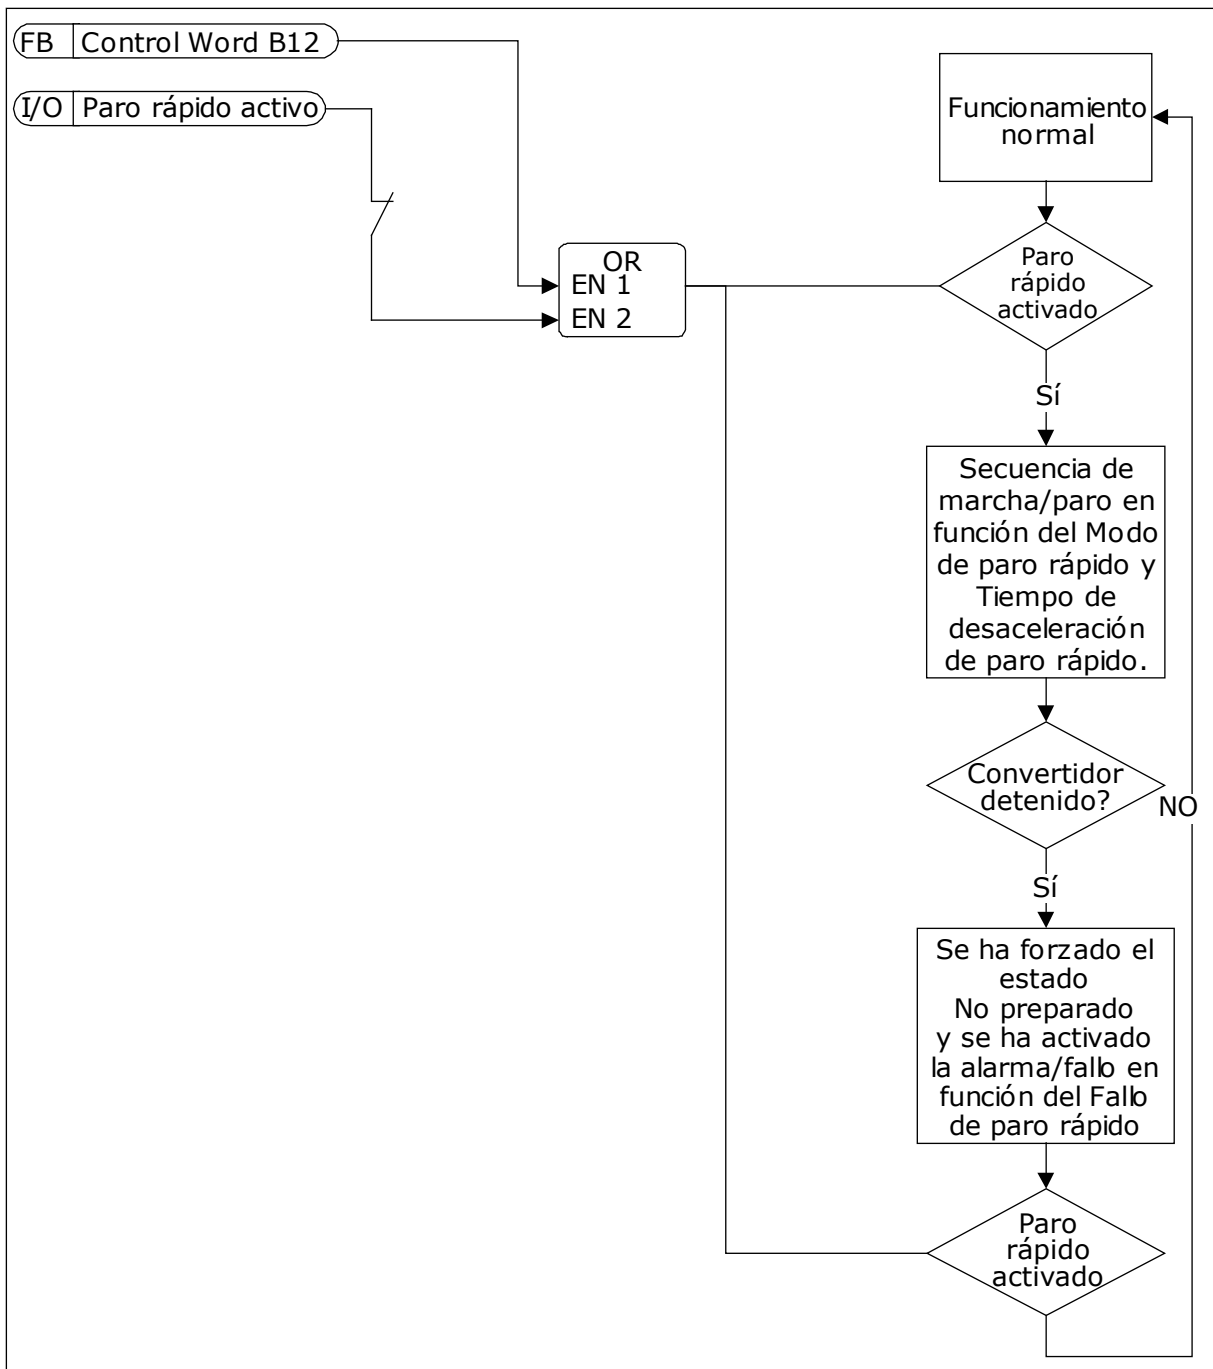 FB Control Word B12
I/O Paro rápido activo
OR
EN 1
EN 2
Funcionamiento
normal
Paro
rápido
activado
Sí
Secuencia de
marcha/paro en
función del Modo
de paro rápido y
Tiempo de
desaceleración
de paro rápido.
Convertidor
detenido?
NO
Sí
Se ha forzado el
estado
No preparado
y se ha activado
la alarma/fallo en
función del Fallo
de paro rápido
Paro
rápido
activado